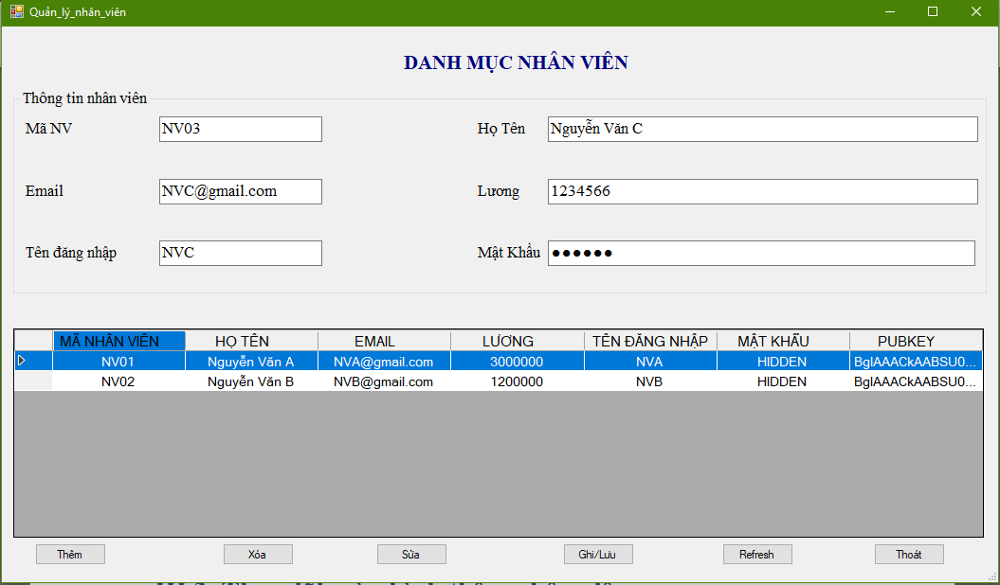 Quản_lý_nhân_viên
DANH MỤC NHÂN VIÊN
Thông tin nhân viên
Mã NV NV03 Họ Tên Nguyễn Văn C
Email NVC@gmail.com Lương 1234566
Tên đăng nhập NVC Mật Khẩu ●●●●●●
MÃ NHÂN VIÊN HỌ TÊN EMAIL LƯƠNG TÊN ĐĂNG NHẬP MẬT KHẨU PUBKEY
NV01 Nguyễn Văn A NVA@gmail.com 3000000 NVA HIDDEN BgIAAACkAABSU0...
NV02 Nguyễn Văn B NVB@gmail.com 1200000 NVB HIDDEN BgIAAACkAABSU0...
Thêm Xóa Sửa Ghi/Lưu Refresh Thoát